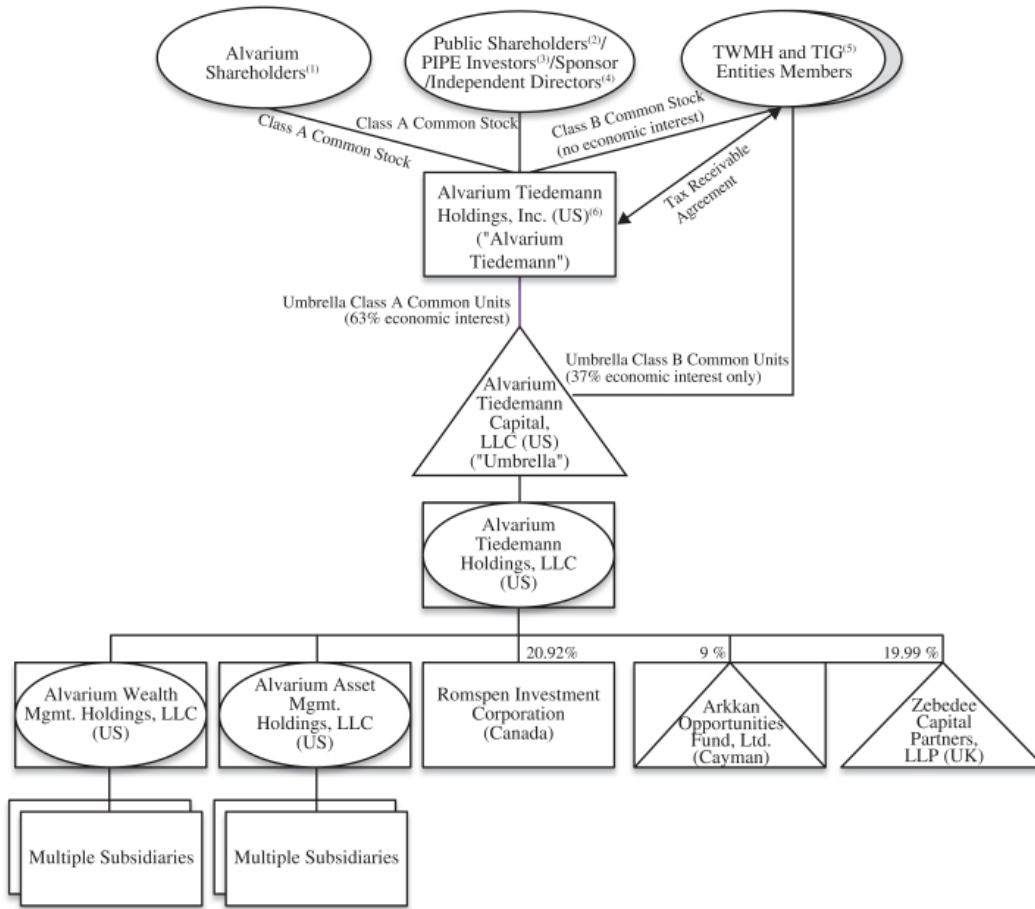 Alvarium
Shareholders(1)
Public Shareholders(2)/
PIPE Investors(3)/Sponsor
/Independent Directors(4)
TWMH and TIG(5)
Entities Members
Class A Common Stock
Class A Common Stock
Class B Common Stock
(no economic interest)
Tax Receivable
Agreement
Alvarium Tiedemann
Holdings, Inc. (US)(6)
("Alvarium
Tiedemann")
Umbrella Class A Common Units
(63% economic interest)
Umbrella Class B Common Units
(37% economic interest only)
Alvarium
Tiedemann
Capital,
LLC (US)
("Umbrella")
Alvarium
Tiedemann
Holdings, LLC
(US)
20.92%
9 %
19.99 %
Alvarium Wealth
Mgmt. Holdings, LLC
(US)
Alvarium Asset
Mgmt.
Holdings, LLC
(US)
Romspen Investment
Corporation
(Canada)
Arkkan
Opportunities
Fund, Ltd.
(Cayman)
Zebedee
Capital
Partners,
LLP (UK)
Multiple Subsidiaries
Multiple Subsidiaries